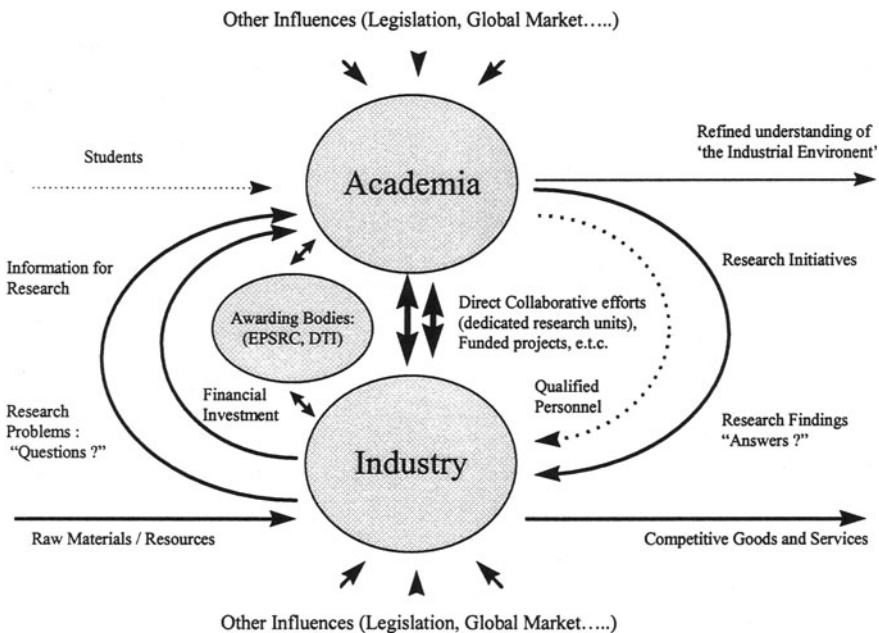 Other Influences (Legislation, Global Market…..)
Refined understanding of
'the Industrial Environent'
Students
Academia
Information for
Research
Research Initiatives
Awarding Bodies:
(EPSRC, DTI)
Direct Collaborative efforts
(dedicated research units),
Funded projects, e.t.c.
Financial
Investment
Qualified
Personnel
Research
Problems :
"Questions ?"
Research Findings
"Answers ?"
Industry
Raw Materials / Resources
Competitive Goods and Services
Other Influences (Legislation, Global Market…..)